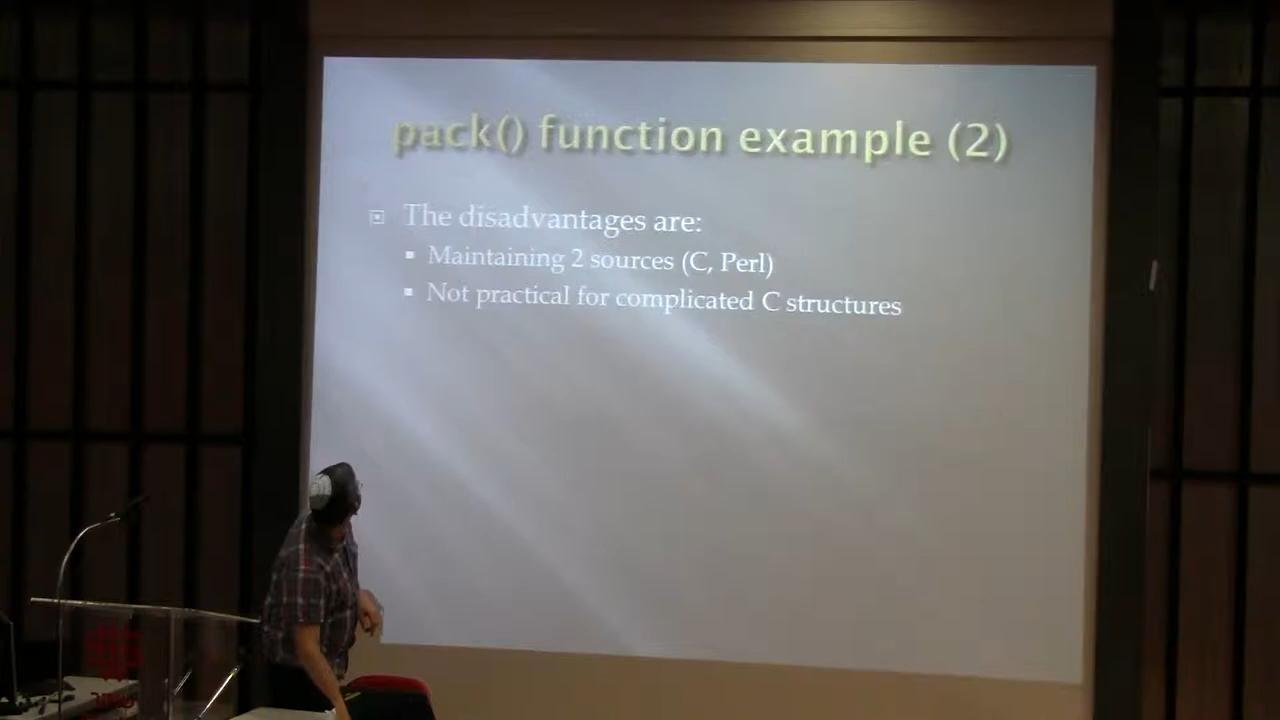 pack() function example (2)
The disadvantages are:
Maintaining 2 sources (C, Perl)
Not practical for complicated C structures